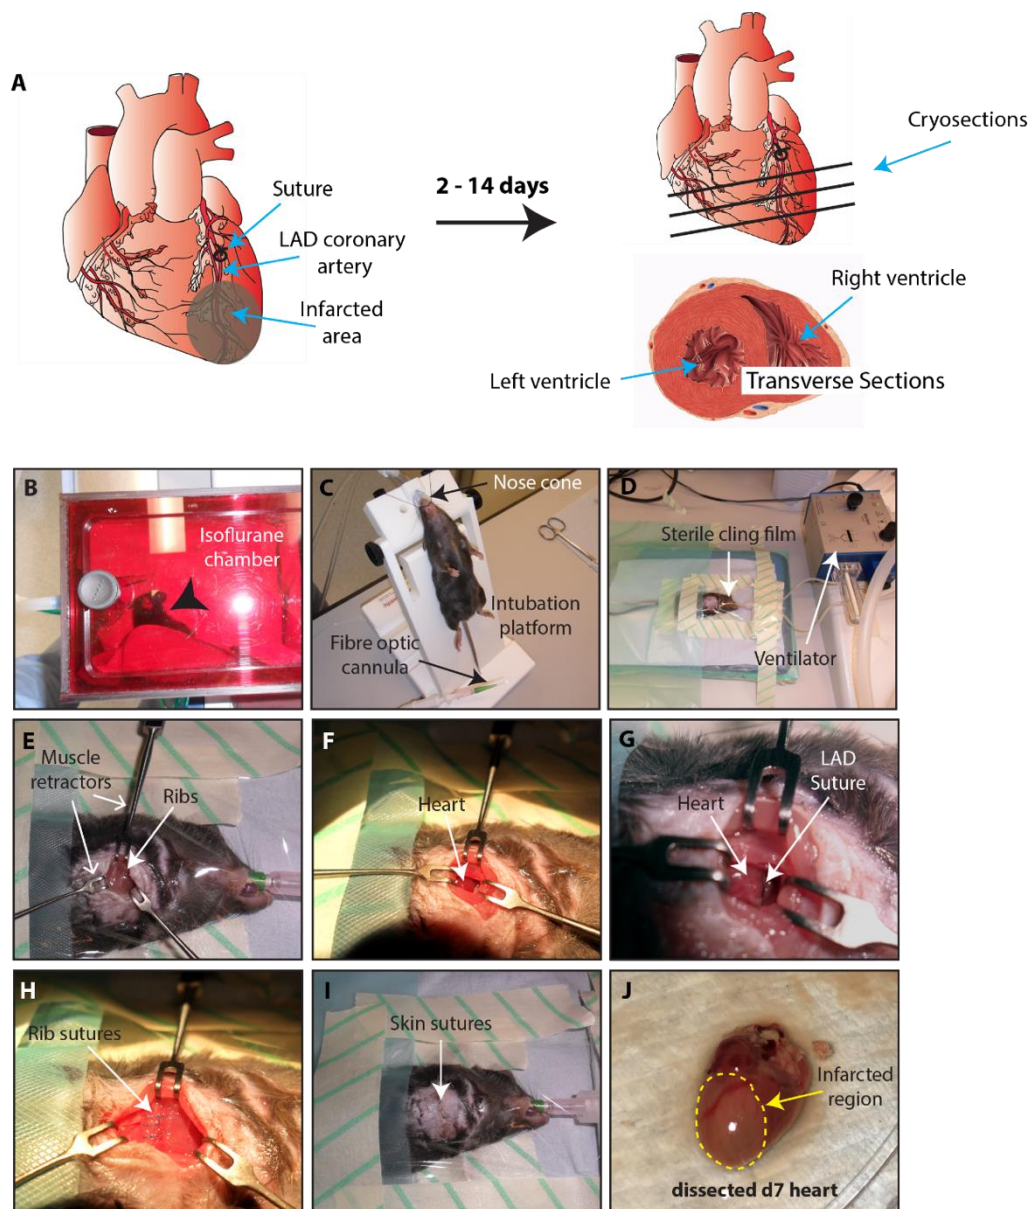 A
Suture
LAD coronary
artery
Infarcted
area
2 - 14 days
Cryosections
Right ventricle
Left ventricle
Transverse Sections
B
Isoflurane
chamber
C
Nose cone
Intubation
platform
Fibre optic
cannula
D
Sterile cling film
Ventilator
E
Muscle
retractors
Ribs
F
Heart
G
LAD
Suture
Heart
H
Rib sutures
I
Skin sutures
J
Infarcted
region
dissected d7 heart